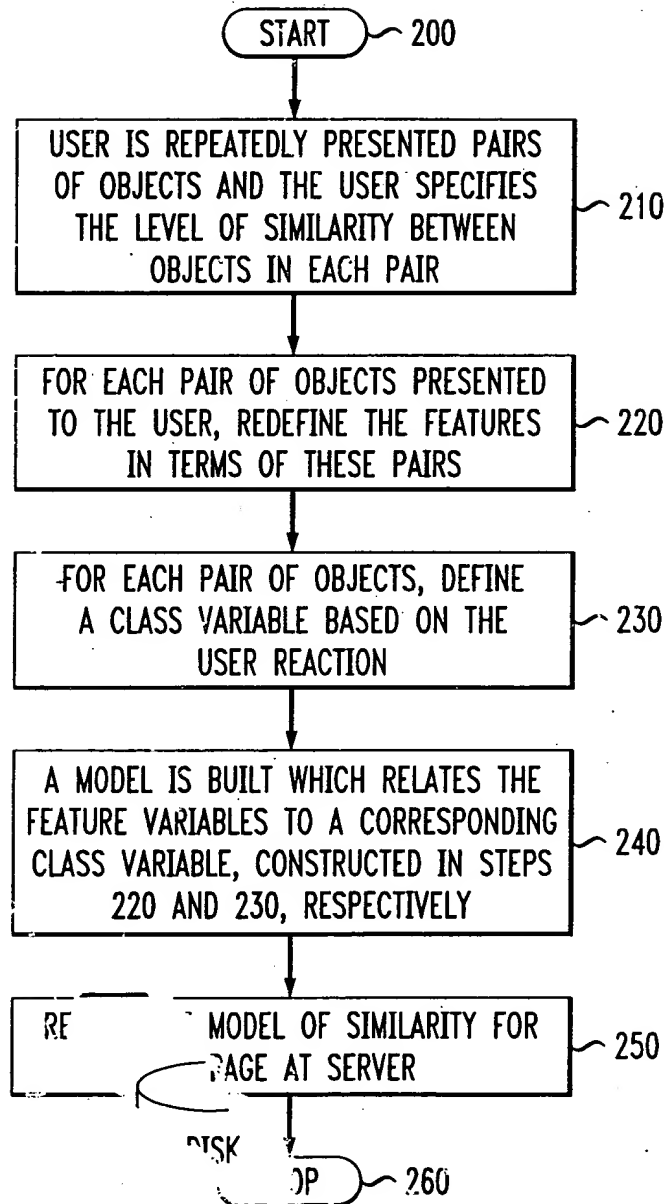 START
200
USER IS REPEATEDLY PRESENTED PAIRS
OF OBJECTS AND THE USER SPECIFIES
THE LEVEL OF SIMILARITY BETWEEN
OBJECTS IN EACH PAIR
210
FOR EACH PAIR OF OBJECTS PRESENTED
TO THE USER, REDEFINE THE FEATURES
IN TERMS OF THESE PAIRS
220
FOR EACH PAIR OF OBJECTS, DEFINE
A CLASS VARIABLE BASED ON THE
USER REACTION
230
A MODEL IS BUILT WHICH RELATES THE
FEATURE VARIABLES TO A CORRESPONDING
CLASS VARIABLE, CONSTRUCTED IN STEPS
220 AND 230, RESPECTIVELY
240
MODEL OF SIMILARITY FOR
PAGE AT SERVER
250
DISK
260